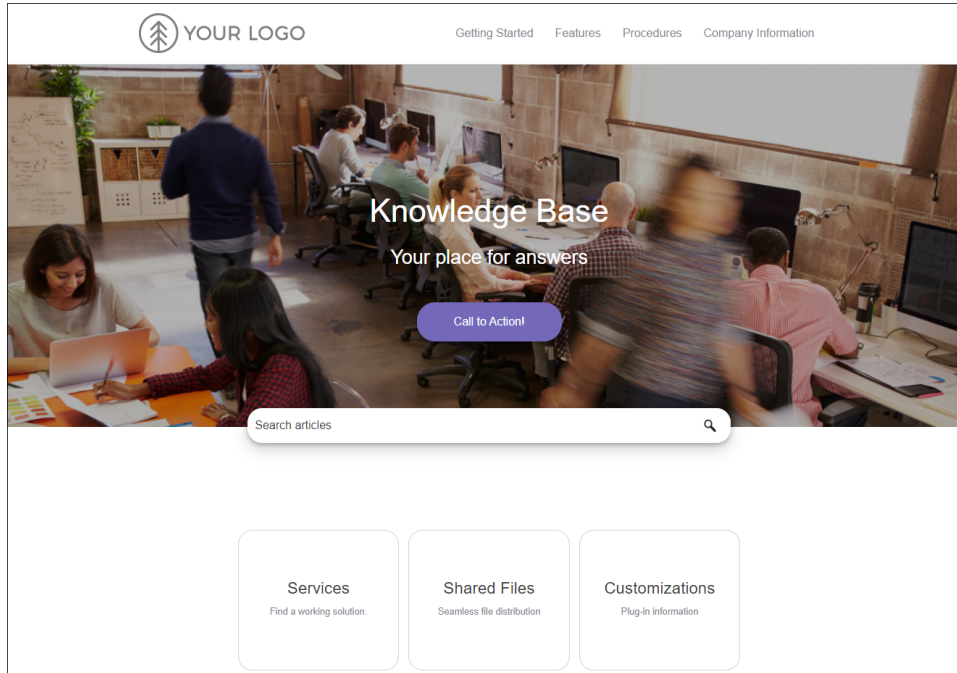 YOUR LOGO
Getting Started Features Procedures Company Information
Knowledge Base
Your place for answers
Call to Action!
Search articles
Services
Shared Files
Customizations
Find a working solution.
Seamless file distribution
Plug-in information